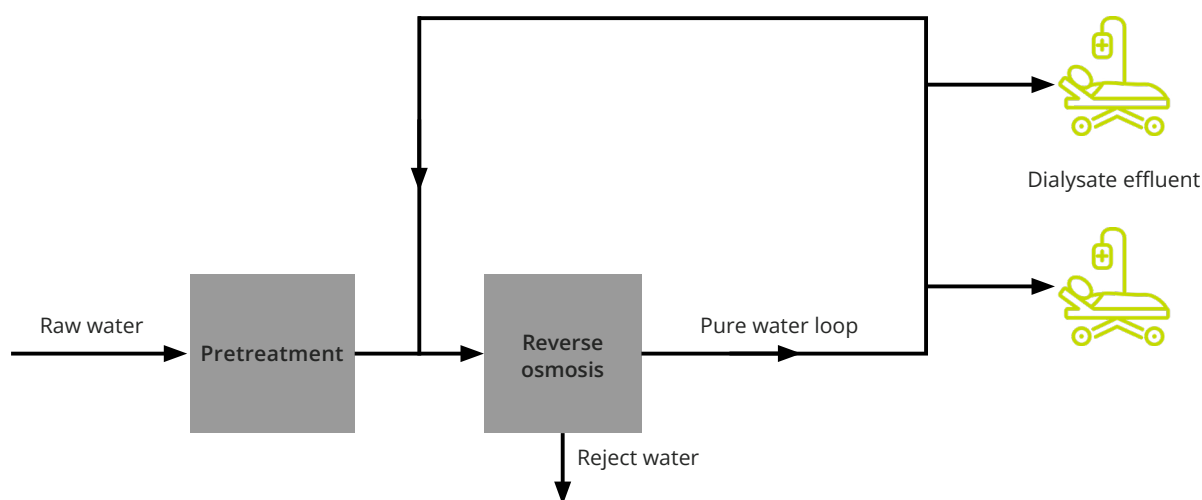 Dialysate effluent
Raw water
Pretreatment
Reverse
osmosis
Pure water loop
Reject water